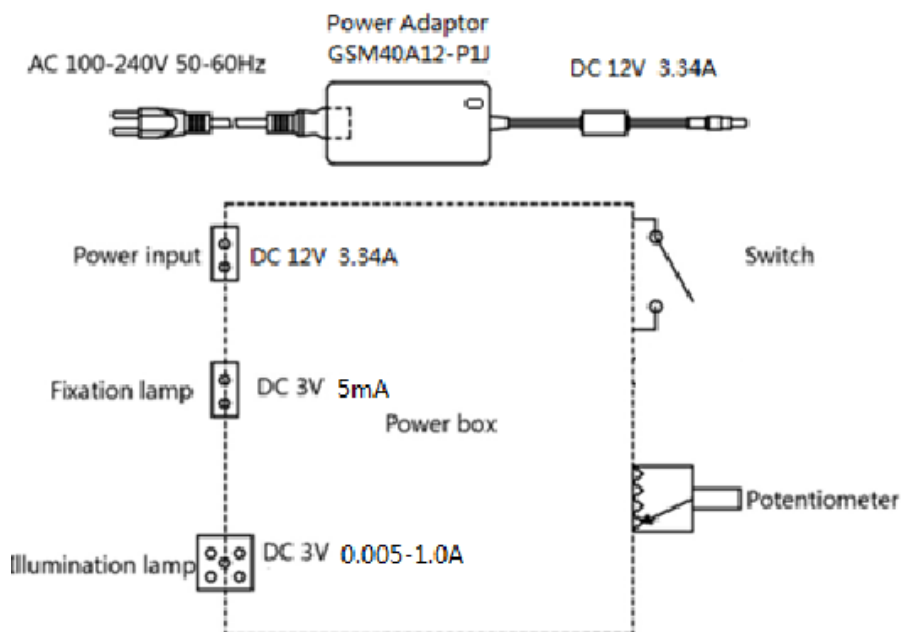 Power Adaptor
GSM40A12-P1J
AC 100-240V 50-60Hz
DC 12V 3.34A
Power input
DC 12V 3.34A
Switch
Fixation lamp
DC 3V 5mA
Power box
Potentiometer
Illumination lamp
DC 3V 0.005-1.0A